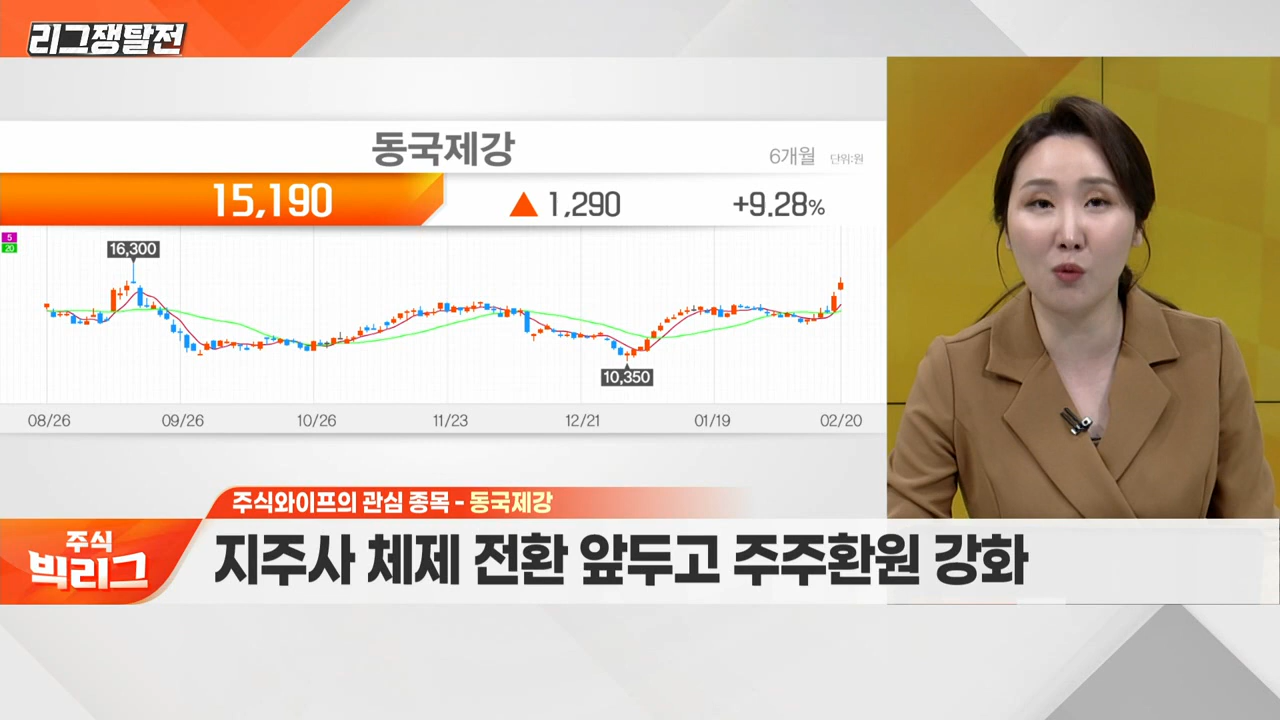 리그쟁탈전
동국제강
6개월 단위:원
15,190 ▲ 1,290 +9.28%
5
20
16,300
10,350
08/26 09/26 10/26 11/23 12/21 01/19 02/20
주식와이프의 관심 종목 - 동국제강
주식
빅리그
지주사 체제 전환 앞두고 주주환원 강화